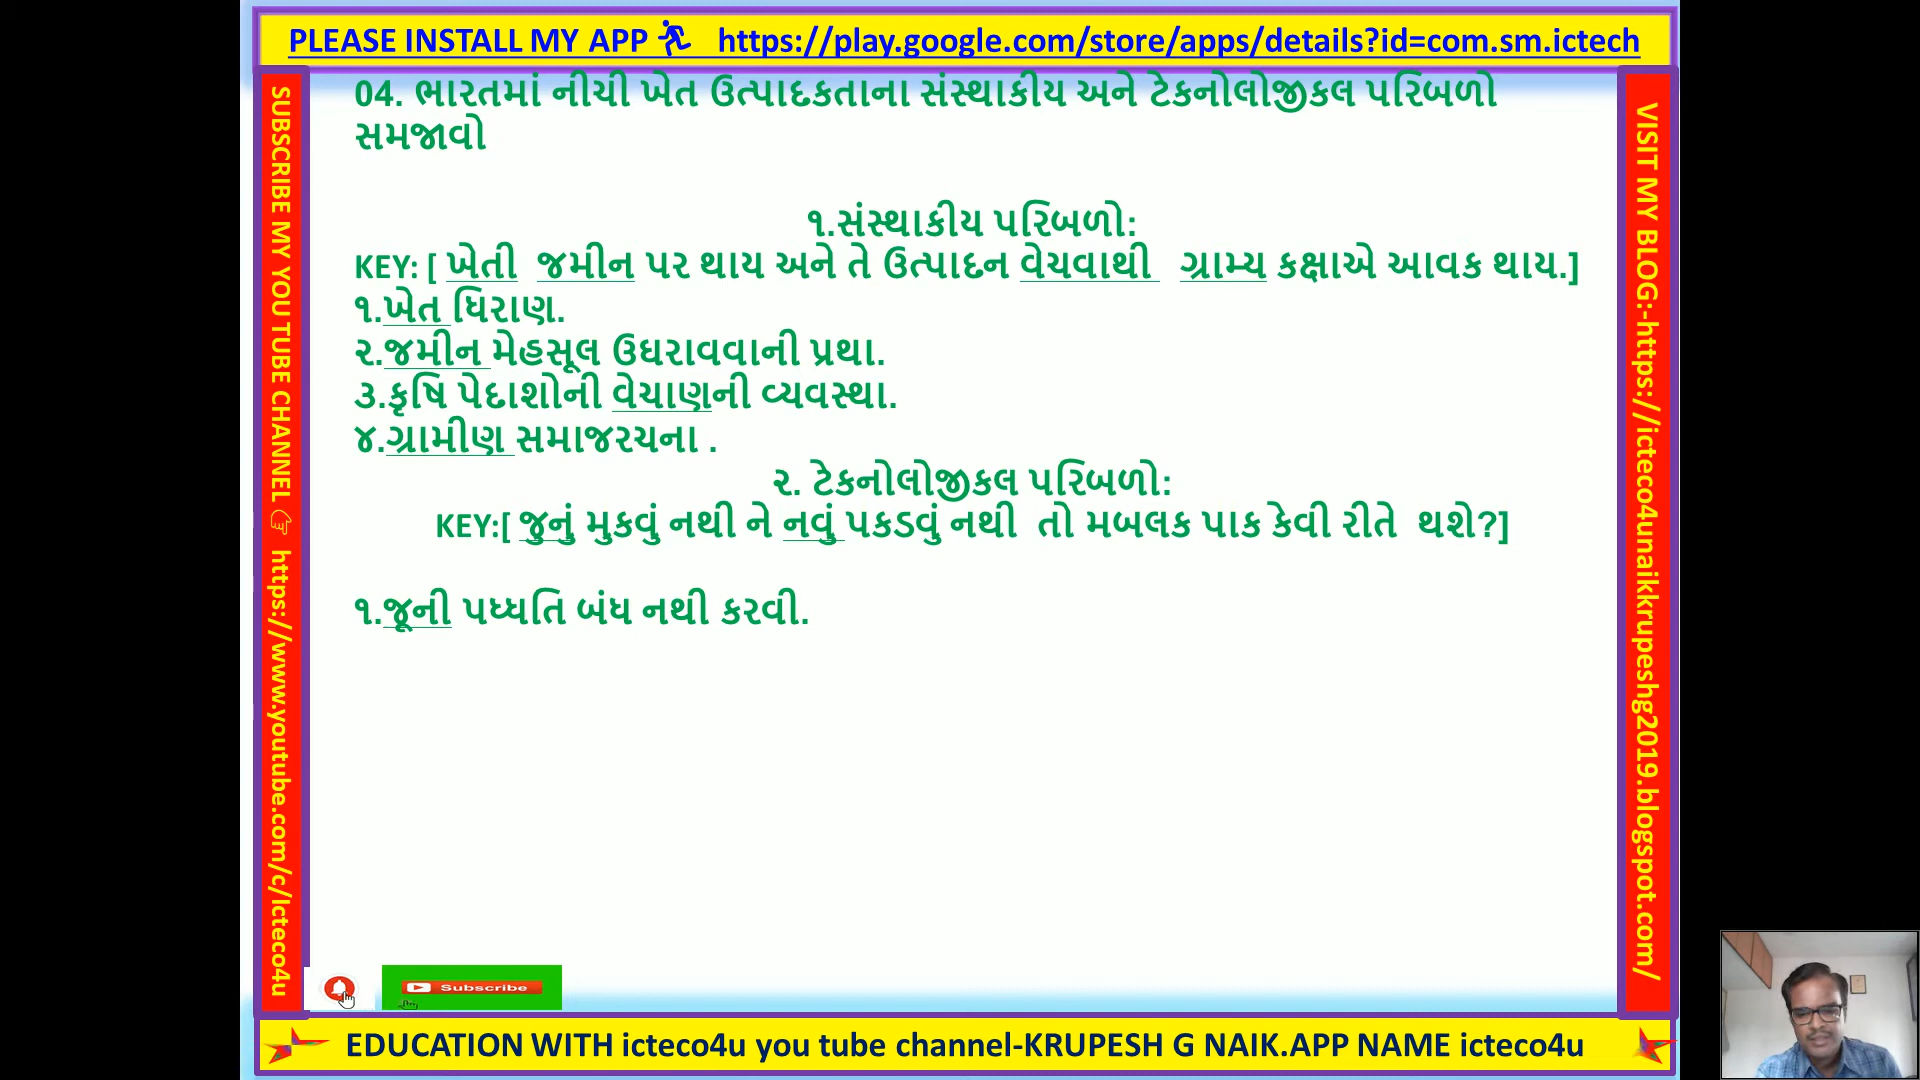 PLEASE INSTALL MY APP https://play.google.com/store/apps/details?id=com.sm.ictech
SUBSCRIBE MY YOU TUBE CHANNEL https://www.youtube.com/c/Icteco4u
04. ભારતમાં નીચી ખેત ઉત્પાદકતાના સંસ્થાકીય અને ટેકનોલોજીકલ પરિબળો
સમજાવો
૧.સંસ્થાકીય પરિબળો:
KEY: [ ખેતી જમીન પર થાય અને તે ઉત્પાદન વેચવાથી ગ્રામ્ય કક્ષાએ આવક થાય.]
૧.ખેત ધિરાણ.
૨.જમીન મેહસૂલ ઉઘરાવવાની પ્રથા.
૩.કૃષિ પેદાશોની વેચાણની વ્યવસ્થા.
૪.ગ્રામીણ સમાજરચના .
૨. ટેકનોલોજીકલ પરિબળો:
KEY:[ જુનું મુકવું નથી ને નવું પકડવું નથી તો મબલક પાક કેવી રીતે થશે?]
૧.જૂની પધ્ધતિ બંધ નથી કરવી.
VISIT MY BLOG:-https://icteco4unaikkrupeshg2019.blogspot.com/
Subscribe
EDUCATION WITH icteco4u you tube channel-KRUPESH G NAIK.APP NAME icteco4u